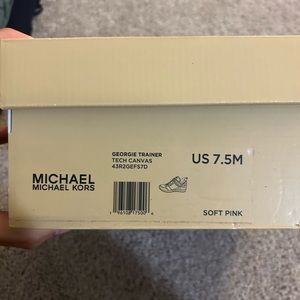 GEORGIE TRAINER
TECH CANVAS
43R2GEFS7D
US 7.5M
MICHAEL
MICHAEL KORS
SOFT PINK